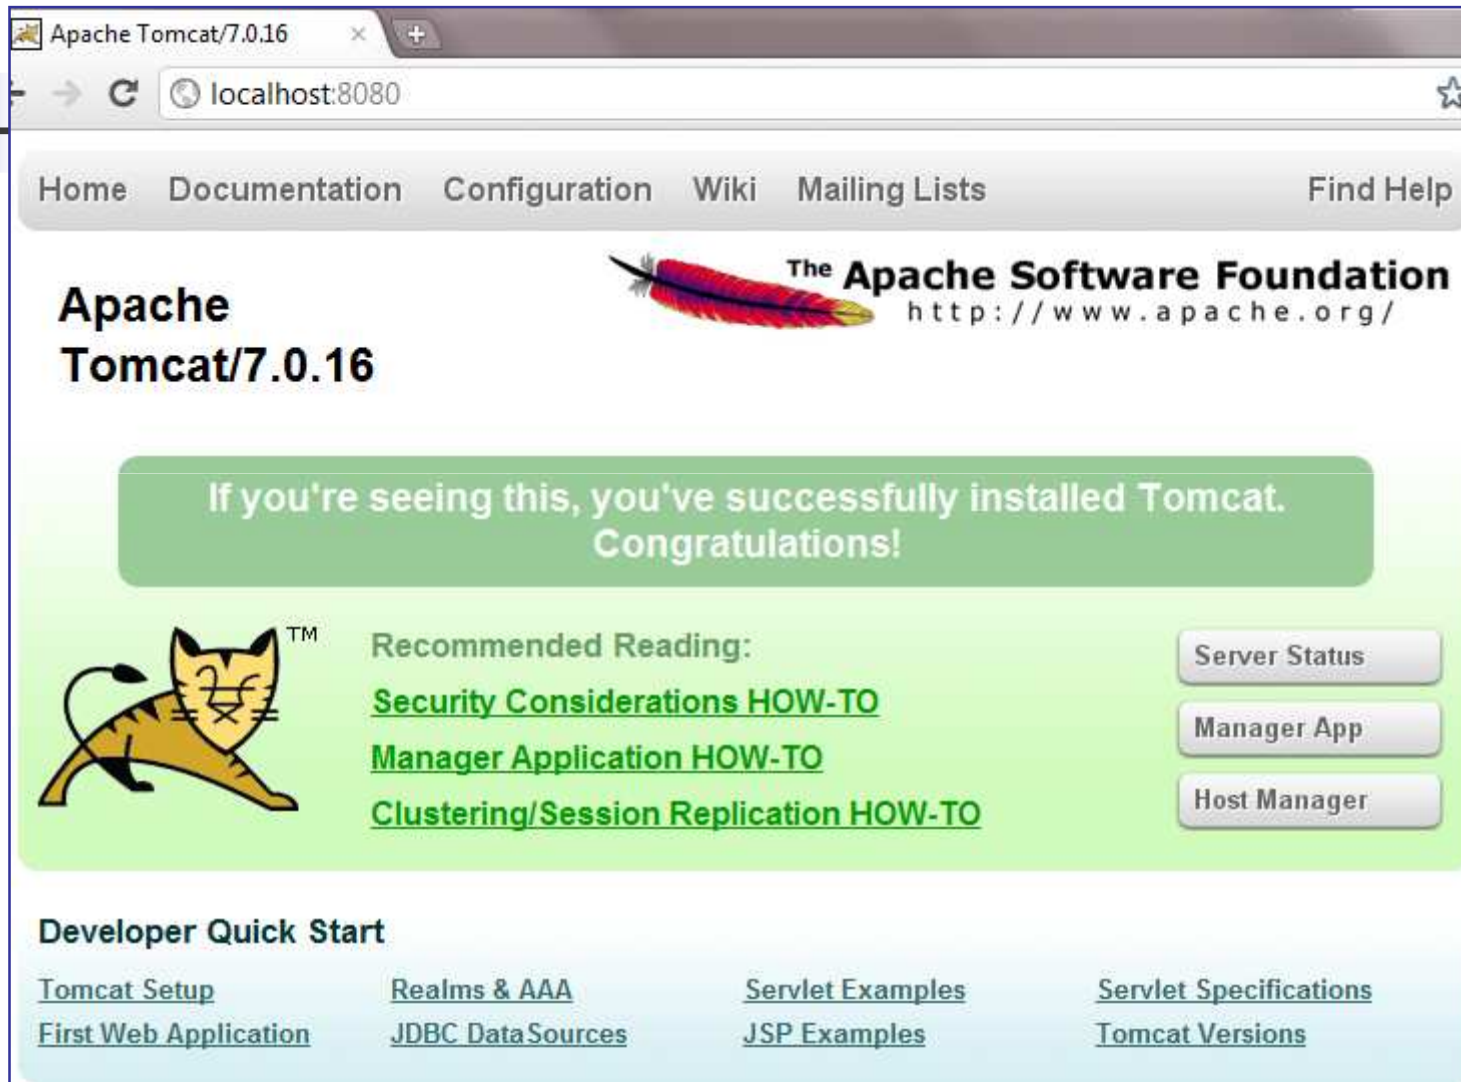 Apache Tomcat/7.0.16
localhost:8080
Home Documentation Configuration Wiki Mailing Lists Find Help
The Apache Software Foundation
http://www.apache.org/
Apache
Tomcat/7.0.16
If you're seeing this, you've successfully installed Tomcat.
Congratulations!
TM
Recommended Reading:
Security Considerations HOW-TO
Manager Application HOW-TO
Clustering/Session Replication HOW-TO
Server Status
Manager App
Host Manager
Developer Quick Start
Tomcat Setup Realms & AAA Servlet Examples Servlet Specifications
First Web Application JDBC DataSources JSP Examples Tomcat Versions